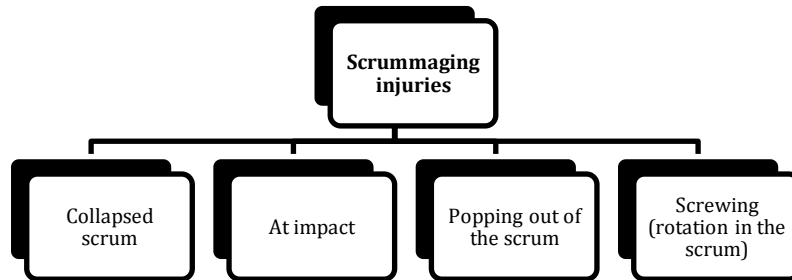 Scrummaging
injuries
Collapsed
scrum
At impact
Popping out of
the scrum
Screwing
(rotation in the
scrum)